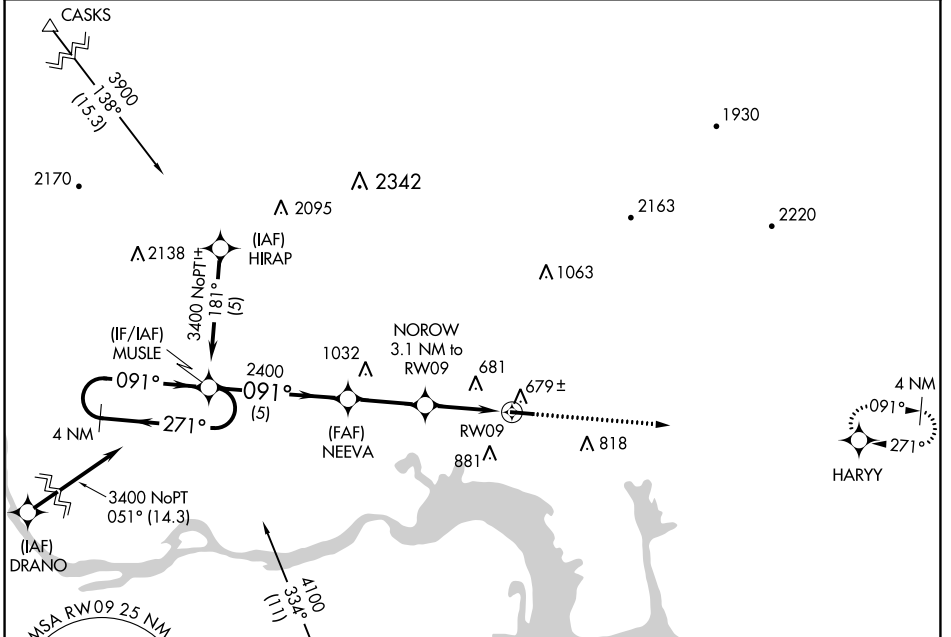 CASKS
3900
138°
(15.3)
1930
2170
2342
2095
2163
2220
(IAF)
HIRAP
2138
1063
3400 NoPT
181°
(5)
(IF/IAF)
MUSLE
NOROW
3.1 NM to
RW09
1032
2400
681
091°
091°
(5)
679±
4 NM
091°
271°
4 NM
(FAF)
NEEVA
RW09
818
881
271°
HARYY
3400 NoPT
051° (14.3)
(IAF)
DRANO
4100
334°
(11)
MSA RW09 25 NM